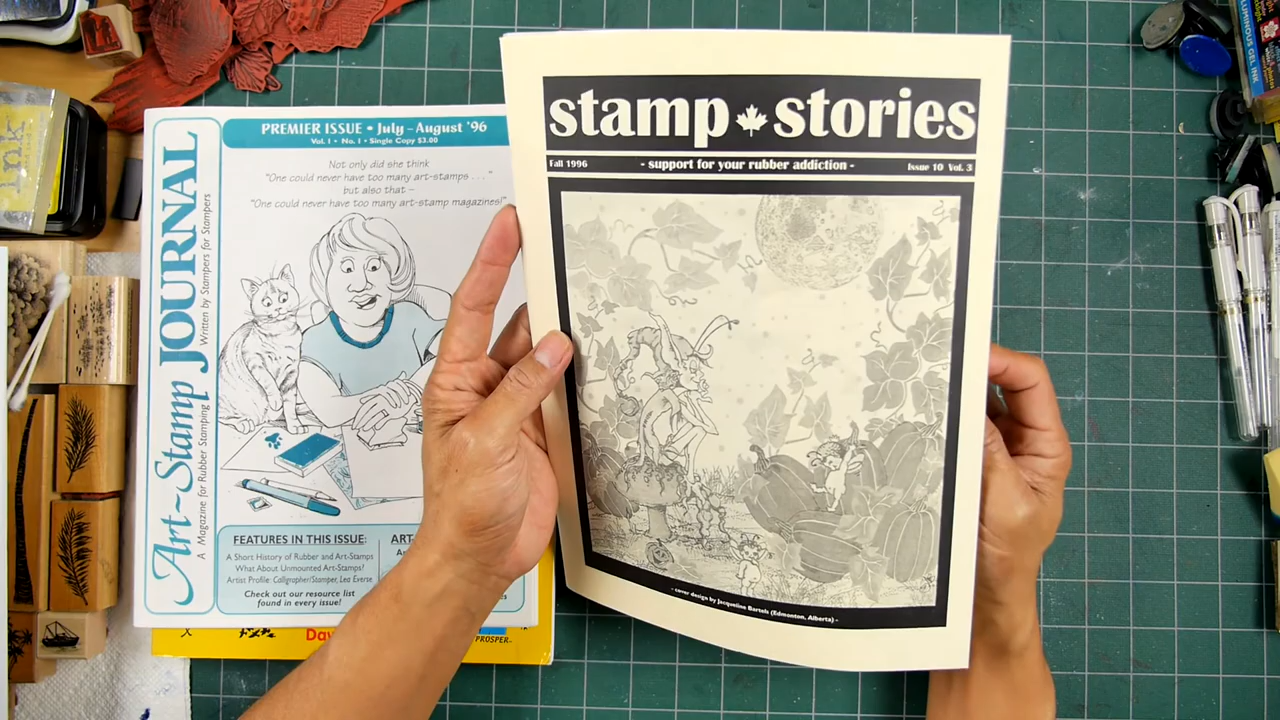 PREMIER ISSUE • July - August '96
Vol. 1 • No. 1 • Single Copy $3.00
Art-Stamp JOURNAL
A Magazine for Rubber Stamping Written by Stampers for Stampers
Not only did she think
"One could never have too many art-stamps . . ."
but also that –
"One could never have too many art-stamp magazines!"
FEATURES IN THIS ISSUE:
A Short History of Rubber and Art-Stamps
What About Unmounted Art-Stamps?
Artist Profile: Calligrapher/Stamper, Lea Everse
Check out our resource list
found in every issue!
ART-
PROSPER..
stamp stories
Fall 1996
- support for your rubber addiction -
Issue 10 Vol. 3
- cover design by Jacqueline Bartels (Edmonton, Alberta) -
ink
LUMINOUS GEL INK